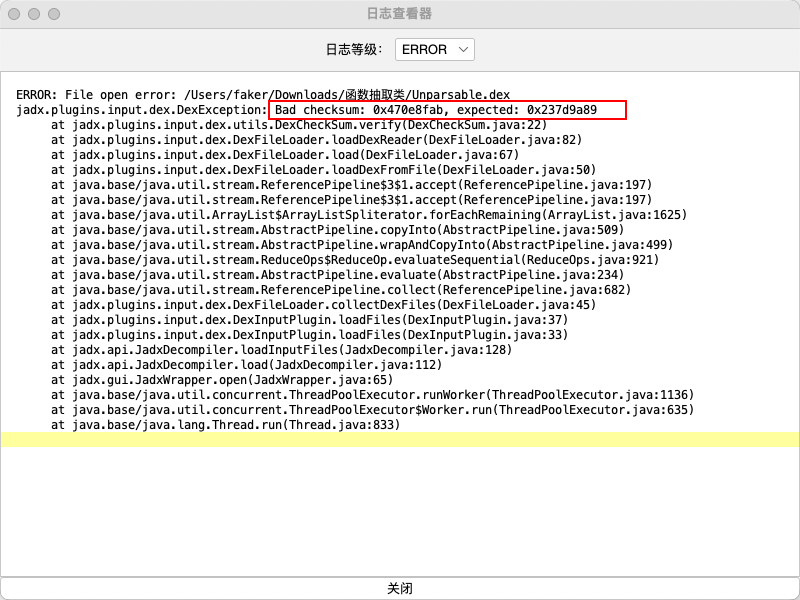 日志查看器
日志等级： ERROR
ERROR: File open error: /Users/faker/Downloads/函数抽取类/Unparsable.dex
jadx.plugins.input.dex.DexException: Bad checksum: 0x470e8fab, expected: 0x237d9a89
at jadx.plugins.input.dex.utils.DexCheckSum.verify(DexCheckSum.java:22)
at jadx.plugins.input.dex.DexFileLoader.loadDexReader(DexFileLoader.java:82)
at jadx.plugins.input.dex.DexFileLoader.load(DexFileLoader.java:67)
at jadx.plugins.input.dex.DexFileLoader.loadDexFromFile(DexFileLoader.java:50)
at java.base/java.util.stream.ReferencePipeline$3$1.accept(ReferencePipeline.java:197)
at java.base/java.util.stream.ReferencePipeline$3$1.accept(ReferencePipeline.java:197)
at java.base/java.util.ArrayList$ArrayListSpliterator.forEachRemaining(ArrayList.java:1625)
at java.base/java.util.stream.AbstractPipeline.copyInto(AbstractPipeline.java:509)
at java.base/java.util.stream.AbstractPipeline.wrapAndCopyInto(AbstractPipeline.java:499)
at java.base/java.util.stream.ReduceOps$ReduceOp.evaluateSequential(ReduceOps.java:921)
at java.base/java.util.stream.AbstractPipeline.evaluate(AbstractPipeline.java:234)
at java.base/java.util.stream.ReferencePipeline.collect(ReferencePipeline.java:682)
at jadx.plugins.input.dex.DexFileLoader.collectDexFiles(DexFileLoader.java:45)
at jadx.plugins.input.dex.DexInputPlugin.loadFiles(DexInputPlugin.java:37)
at jadx.plugins.input.dex.DexInputPlugin.loadFiles(DexInputPlugin.java:33)
at jadx.api.JadxDecompiler.loadInputFiles(JadxDecompiler.java:128)
at jadx.api.JadxDecompiler.load(JadxDecompiler.java:112)
at jadx.gui.JadxWrapper.open(JadxWrapper.java:65)
at java.base/java.util.concurrent.ThreadPoolExecutor.runWorker(ThreadPoolExecutor.java:1136)
at java.base/java.util.concurrent.ThreadPoolExecutor$Worker.run(ThreadPoolExecutor.java:635)
at java.base/java.lang.Thread.run(Thread.java:833)
关闭